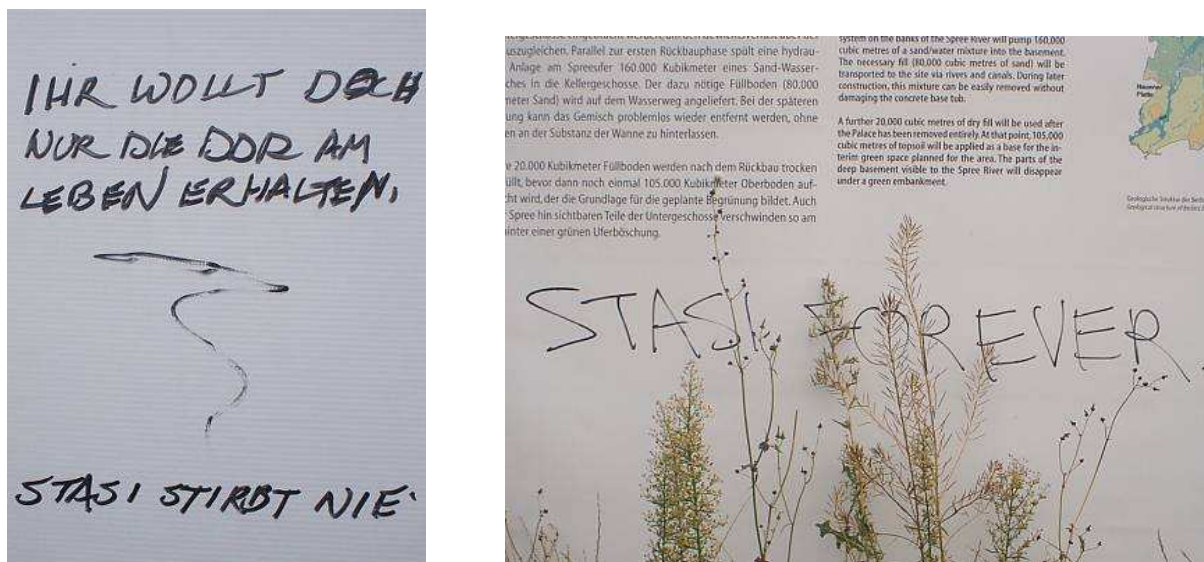 IHR WOLLT DOCH
NUR DIE DDR AM
LEBEN ERHALTEN.
STASI STIRBT NIE
uszugleichen. Parallel zur ersten Rückbauphase spült eine hydrau-
Anlage am Spreeufer 160.000 Kubikmeter eines Sand-Wasser-
ches in die Kellergeschosse. Der dazu nötige Füllboden (80.000
meter Sand) wird auf dem Wasserweg angeliefert. Bei der späteren
ung kann das Gemisch problemlos wieder entfernt werden, ohne
en an der Substanz der Wanne zu hinterlassen.
e 20.000 Kubikmeter Füllboden werden nach dem Rückbau trocken
üllt, bevor dann noch einmal 105.000 Kubikmeter Oberboden auf-
cht wird, der die Grundlage für die geplante Begrünung bildet. Auch
Spree hin sichtbaren Teile der Untergeschosse verschwinden so am
inter einer grünen Uferböschung.
system on the banks of the Spree River will pump 160,000
cubic metres of a sand/water mixture into the basement.
The necessary fill (80,000 cubic metres of sand) will be
transported to the site via rivers and canals. During later
construction, this mixture can be easily removed without
damaging the concrete base tub.
A further 20,000 cubic metres of dry fill will be used after
the Palace has been removed entirely. At that point, 105,000
cubic metres of topsoil will be applied as a base for the in-
terim green space planned for the area. The parts of the
deep basement visible to the Spree River will disappear
under a green embankment.
STASI FOREVER